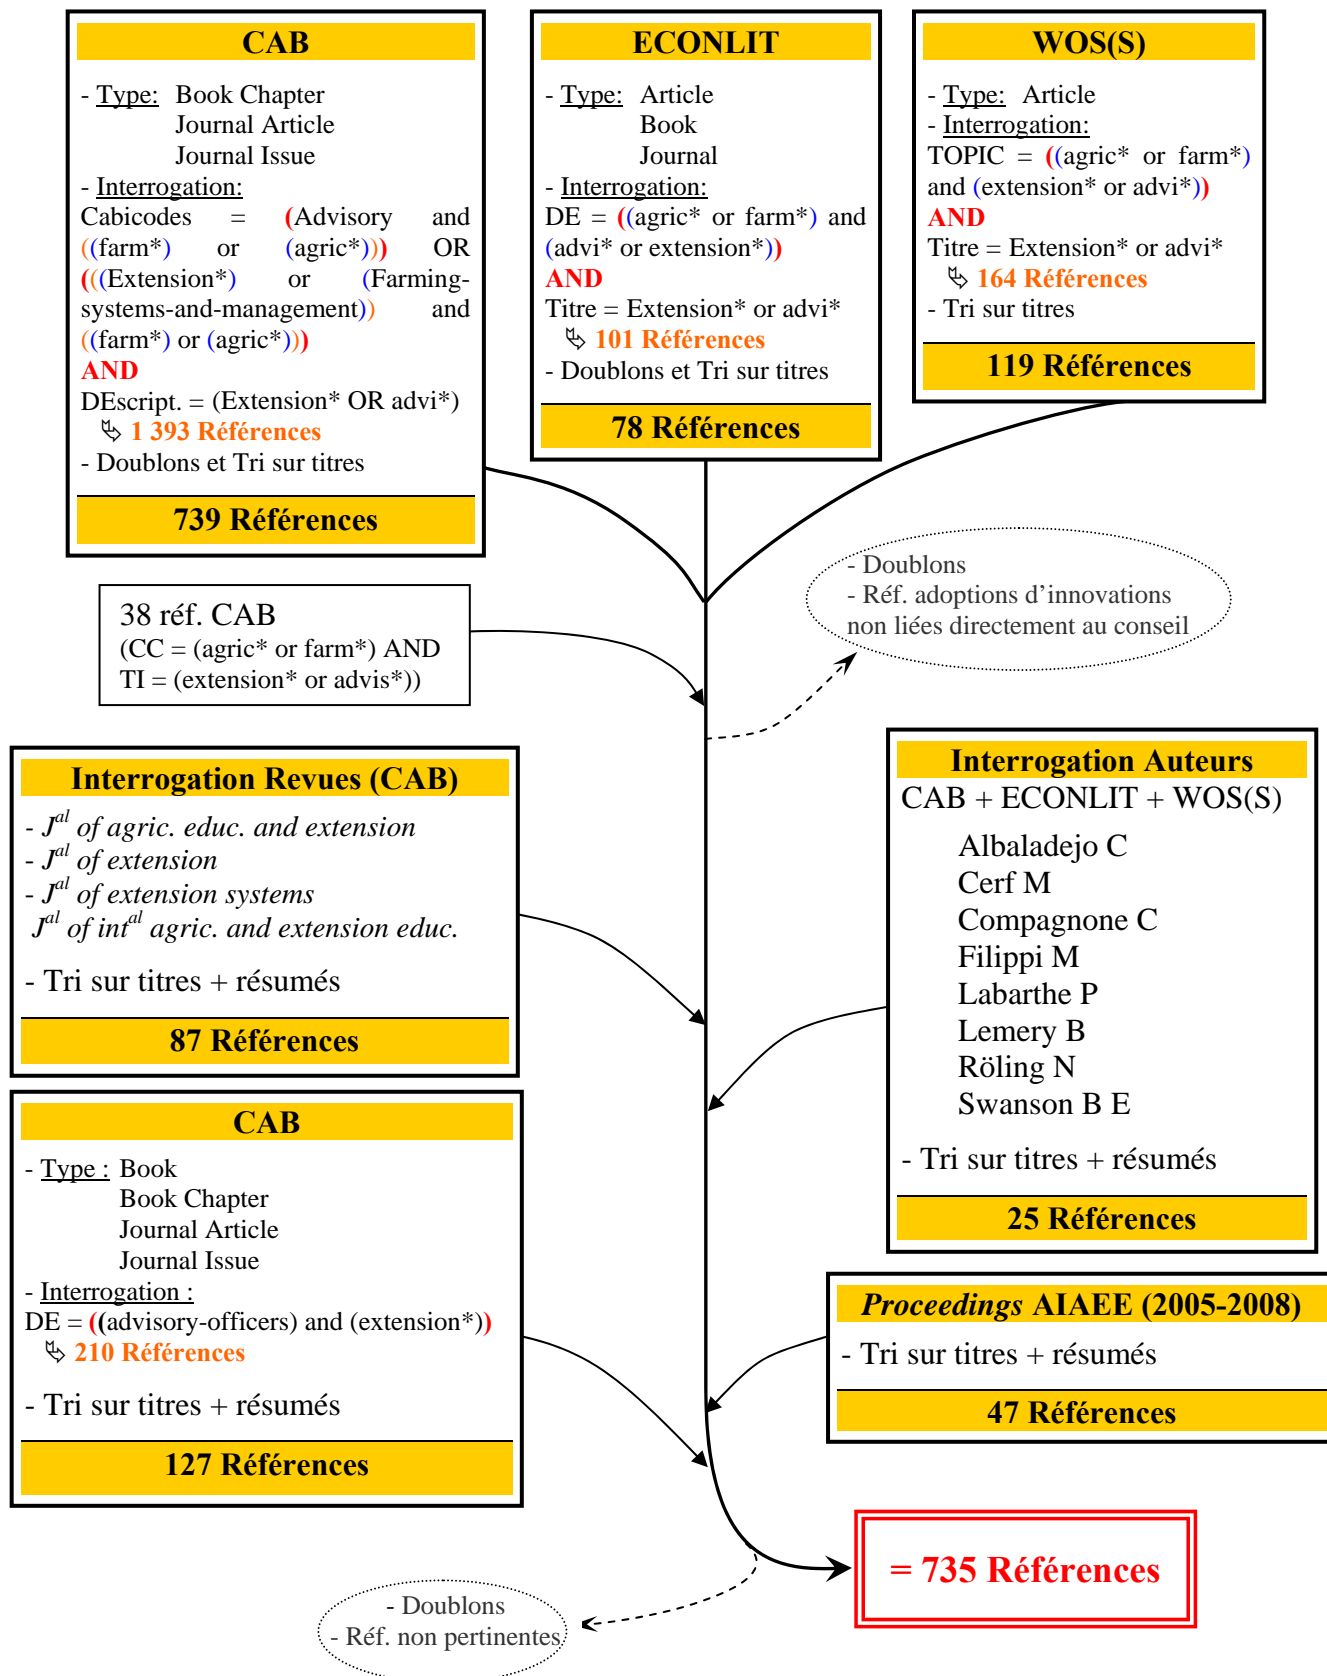 CAB
- Type: Book Chapter
Journal Article
Journal Issue
- Interrogation:
Cabicodes = (Advisory and
((farm*) or (agric*))) OR
(((Extension*) or (Farming-
systems-and-management)) and
((farm*) or (agric*)))
AND
DEscript. = (Extension* OR advi*)
↳ 1 393 Références
- Doublons et Tri sur titres
739 Références
ECONLIT
- Type: Article
Book
Journal
- Interrogation:
DE = ((agric* or farm*) and
(advi* or extension*))
AND
Titre = Extension* or advi*
↳ 101 Références
- Doublons et Tri sur titres
78 Références
WOS(S)
- Type: Article
- Interrogation:
TOPIC = ((agric* or farm*)
and (extension* or advi*))
AND
Titre = Extension* or advi*
↳ 164 Références
- Tri sur titres
119 Références
- Doublons
- Réf. adoptions d'innovations
non liées directement au conseil
38 réf. CAB
(CC = (agric* or farm*) AND
TI = (extension* or advis*))
Interrogation Revues (CAB)
- Jal of agric. educ. and extension
- Jal of extension
- Jal of extension systems
Jal of intal agric. and extension educ.
- Tri sur titres + résumés
87 Références
Interrogation Auteurs
CAB + ECONLIT + WOS(S)
Albaladejo C
Cerf M
Compagnone C
Filippi M
Labarthe P
Lemery B
Röling N
Swanson B E
- Tri sur titres + résumés
25 Références
CAB
- Type : Book
Book Chapter
Journal Article
Journal Issue
- Interrogation :
DE = ((advisory-officers) and (extension*))
↳ 210 Références
- Tri sur titres + résumés
127 Références
Proceedings AIAEE (2005-2008)
- Tri sur titres + résumés
47 Références
= 735 Références
- Doublons
- Réf. non pertinentes